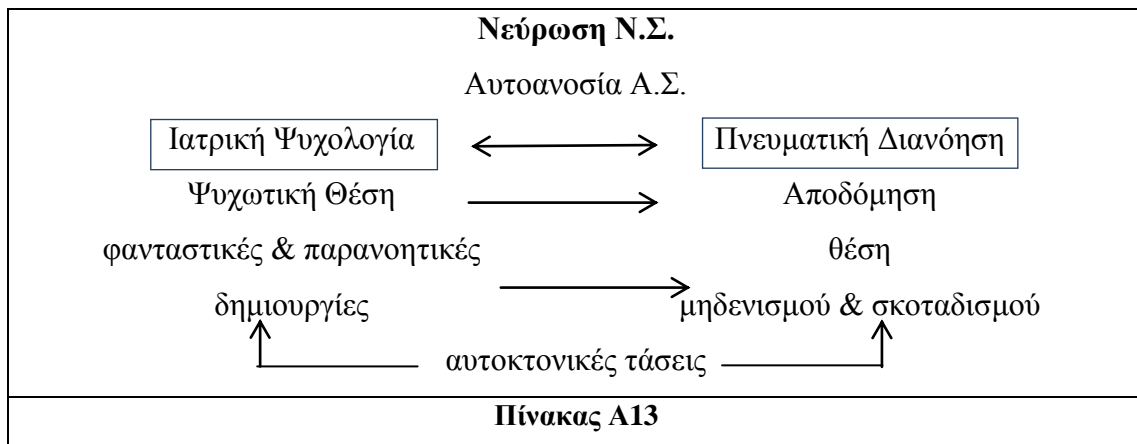 Νεύρωση Ν.Σ.
Αυτοανοσία Α.Σ.
Ιατρική Ψυχολογία Πνευματική Διανόηση
Ψυχωτική Θέση Αποδόμηση
φανταστικές & παρανοητικές θέση
δημιουργίες μηδενισμού & σκοταδισμού
αυτοκτονικές τάσεις
Πίνακας Α13